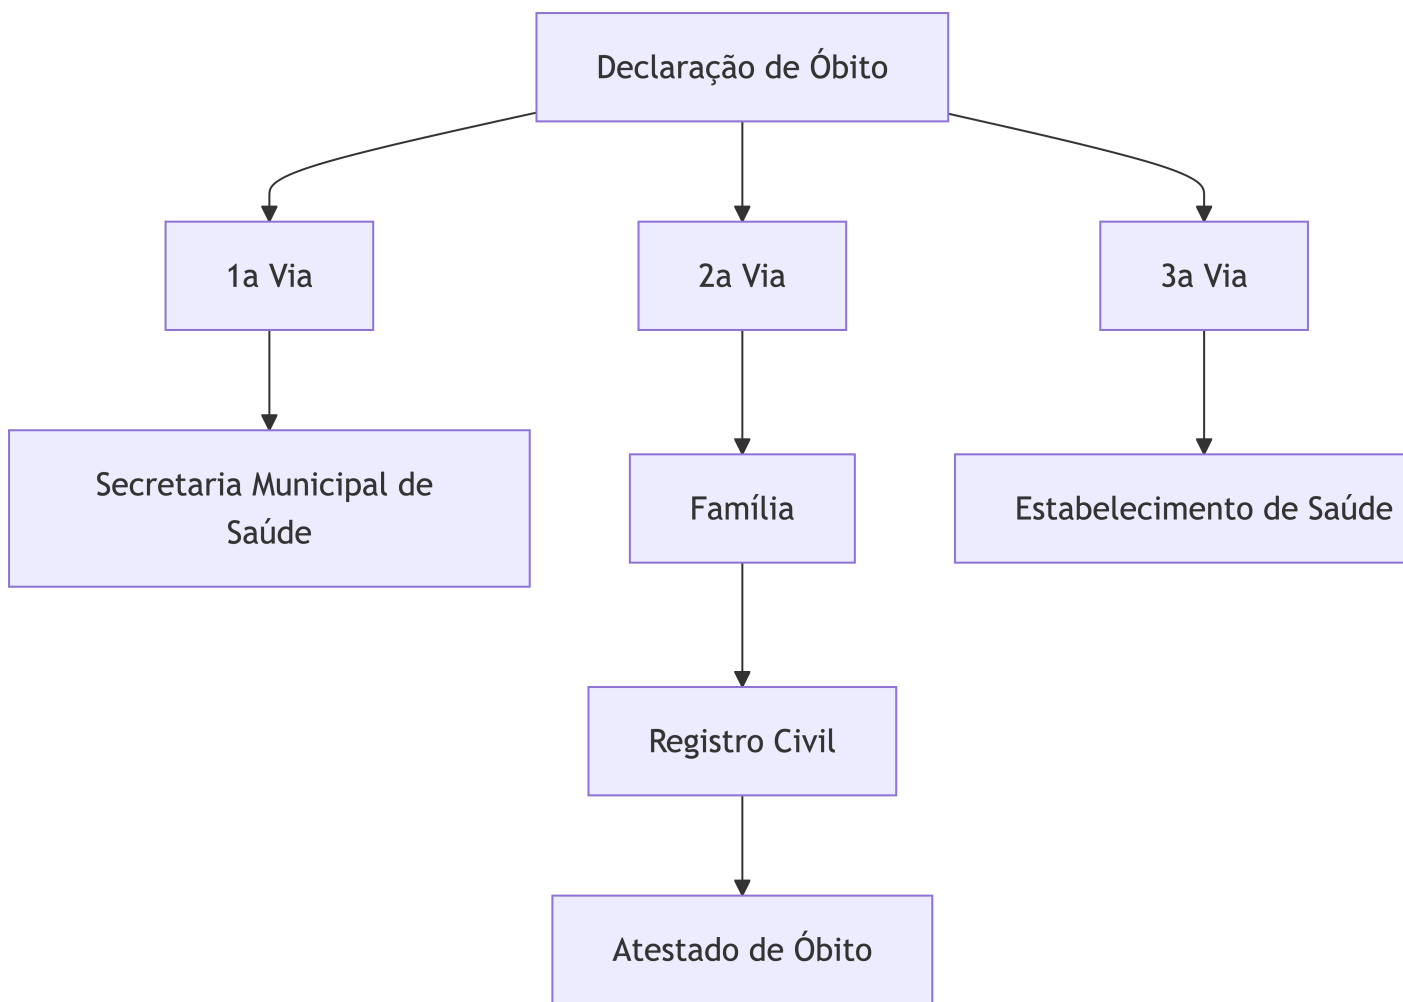 Declaração de Óbito
1a Via
2a Via
3a Via
Secretaria Municipal de
Saúde
Família
Estabelecimento de Saúde
Registro Civil
Atestado de Óbito